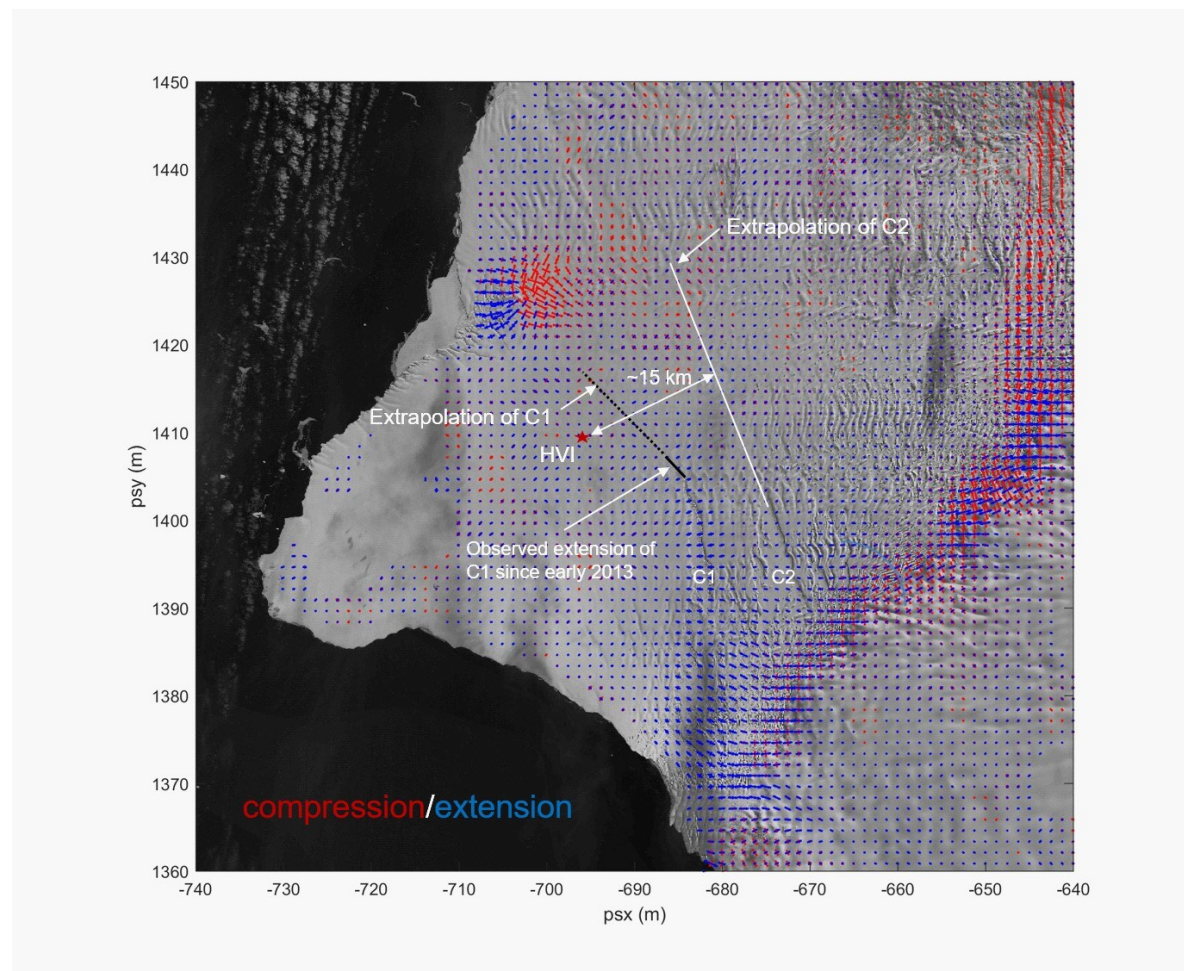 1450
1440
1430
1420
1410
1400
1390
1380
1370
1360
psy (m)
Extrapolation of C2
~15 km
Extrapolation of C1
HVI
Observed extension of
C1 since early 2013
C1
C2
compression/extension
-740
-730
-720
-710
-700
-690
-680
-670
-660
-650
-640
psx (m)